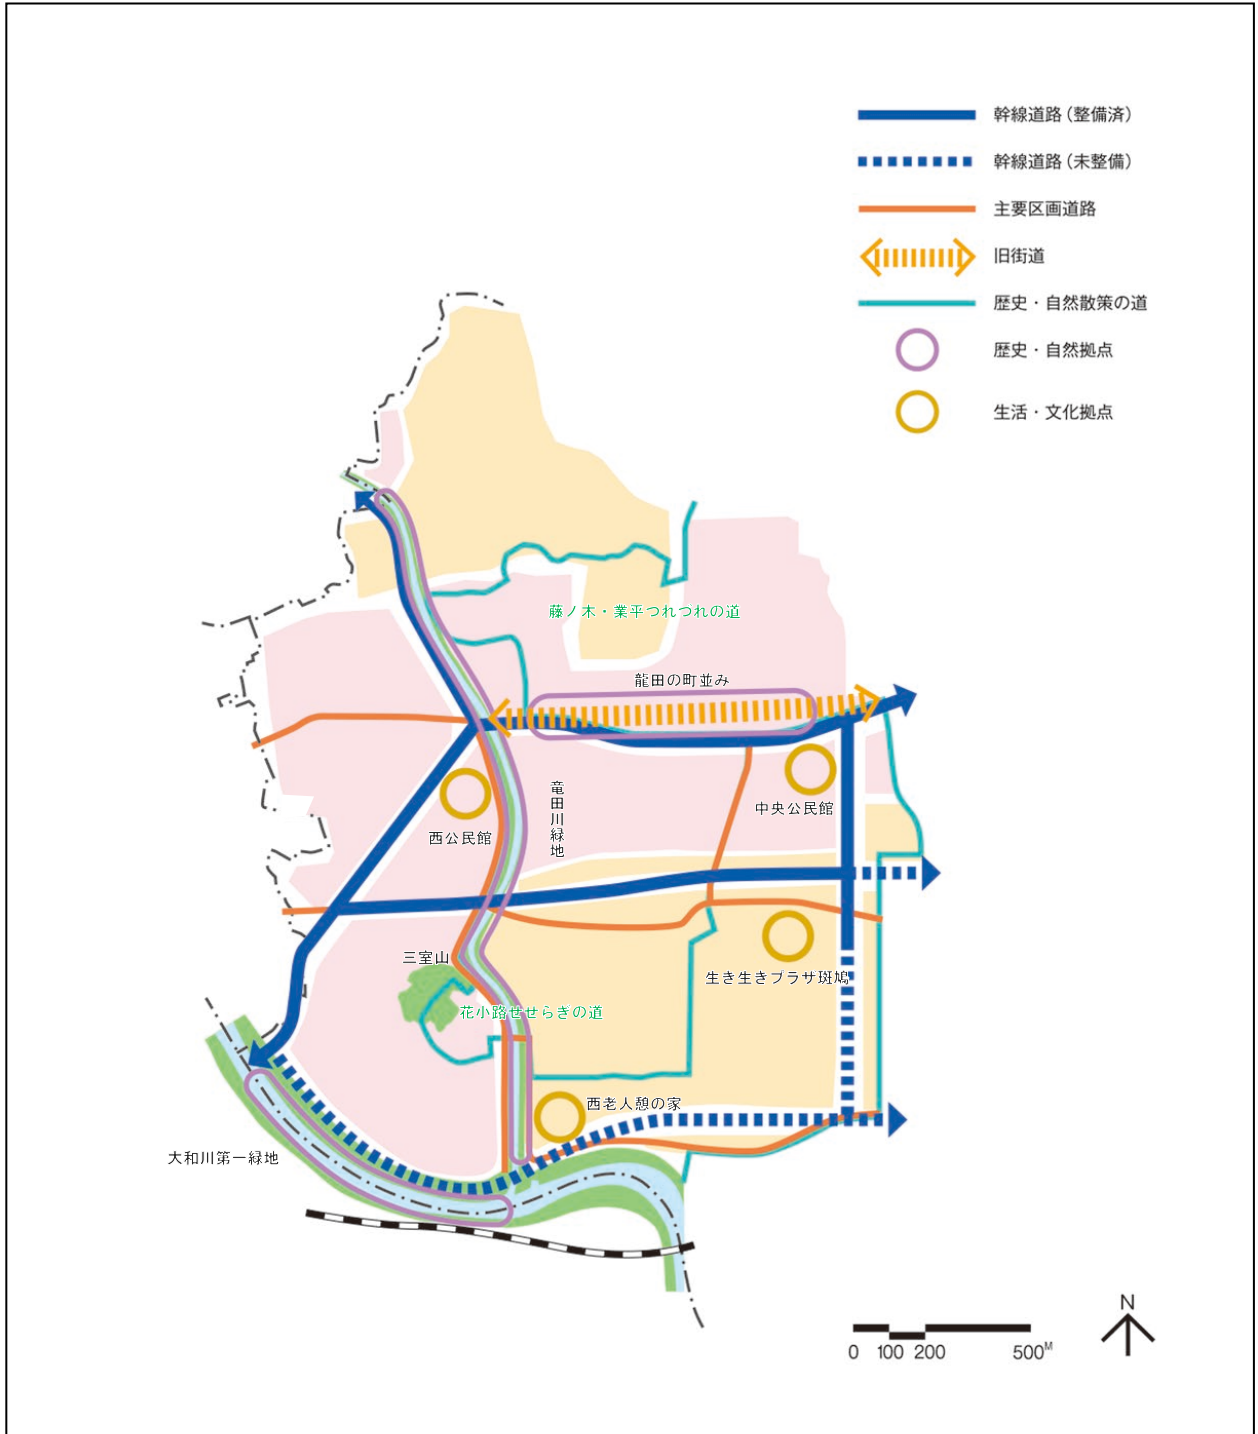 幹線道路（整備済）
幹線道路（未整備）
主要区画道路
旧街道
歴史・自然散策の道
歴史・自然拠点
生活・文化拠点
藤ノ木・業平つれづれの道
龍田の町並み
竜田川緑地
中央公民館
西公民館
三室山
生き生きプラザ斑鳩
花小路せせらぎの道
西老人憩の家
大和川第一緑地
N
0 100 200 500M